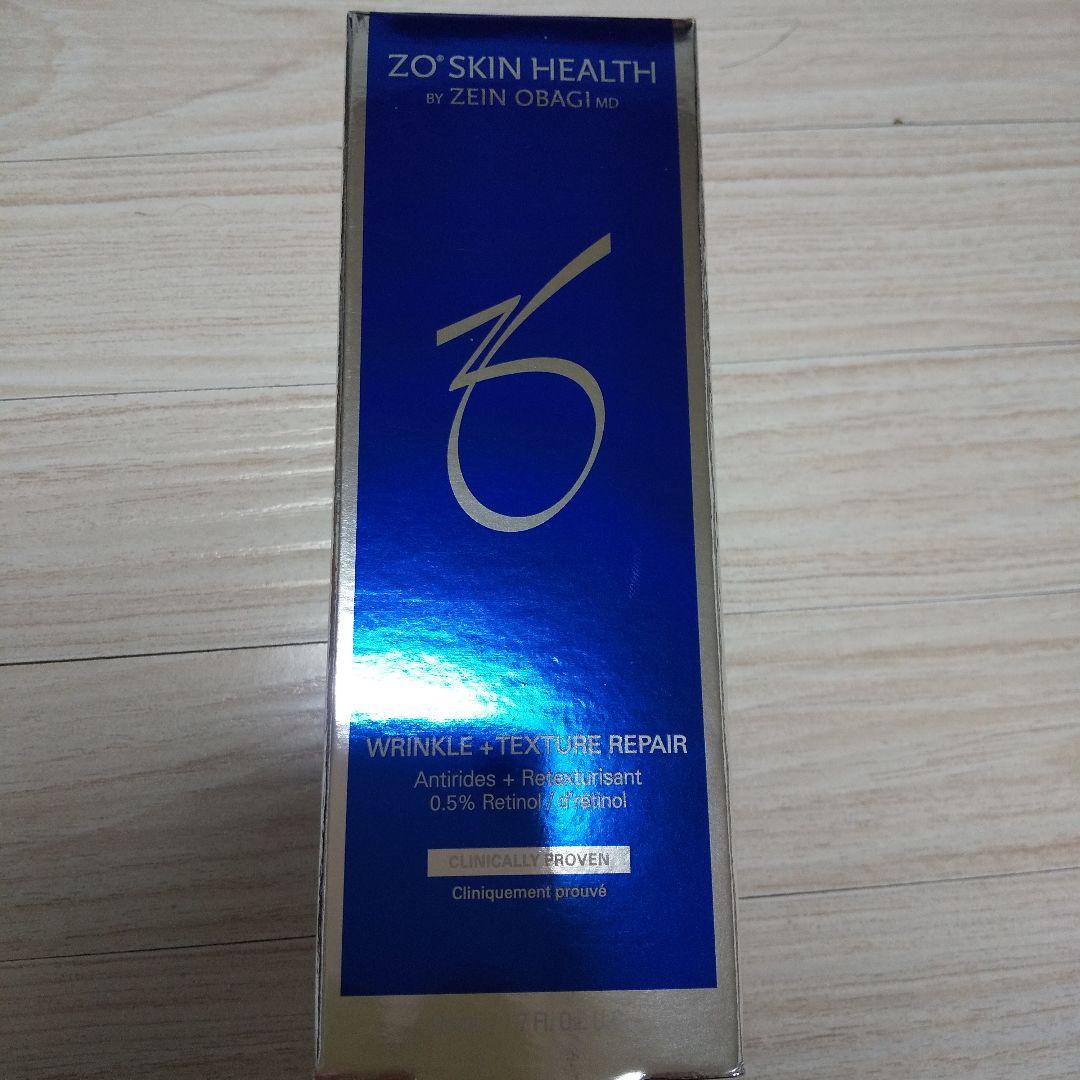 ZO® SKIN HEALTH
BY ZEIN OBAGI MD
WRINKLE + TEXTURE REPAIR
Antirides + Retexturisant
0.5% Retinol / d'rétinol
CLINICALLY PROVEN
Cliniquement prouvé